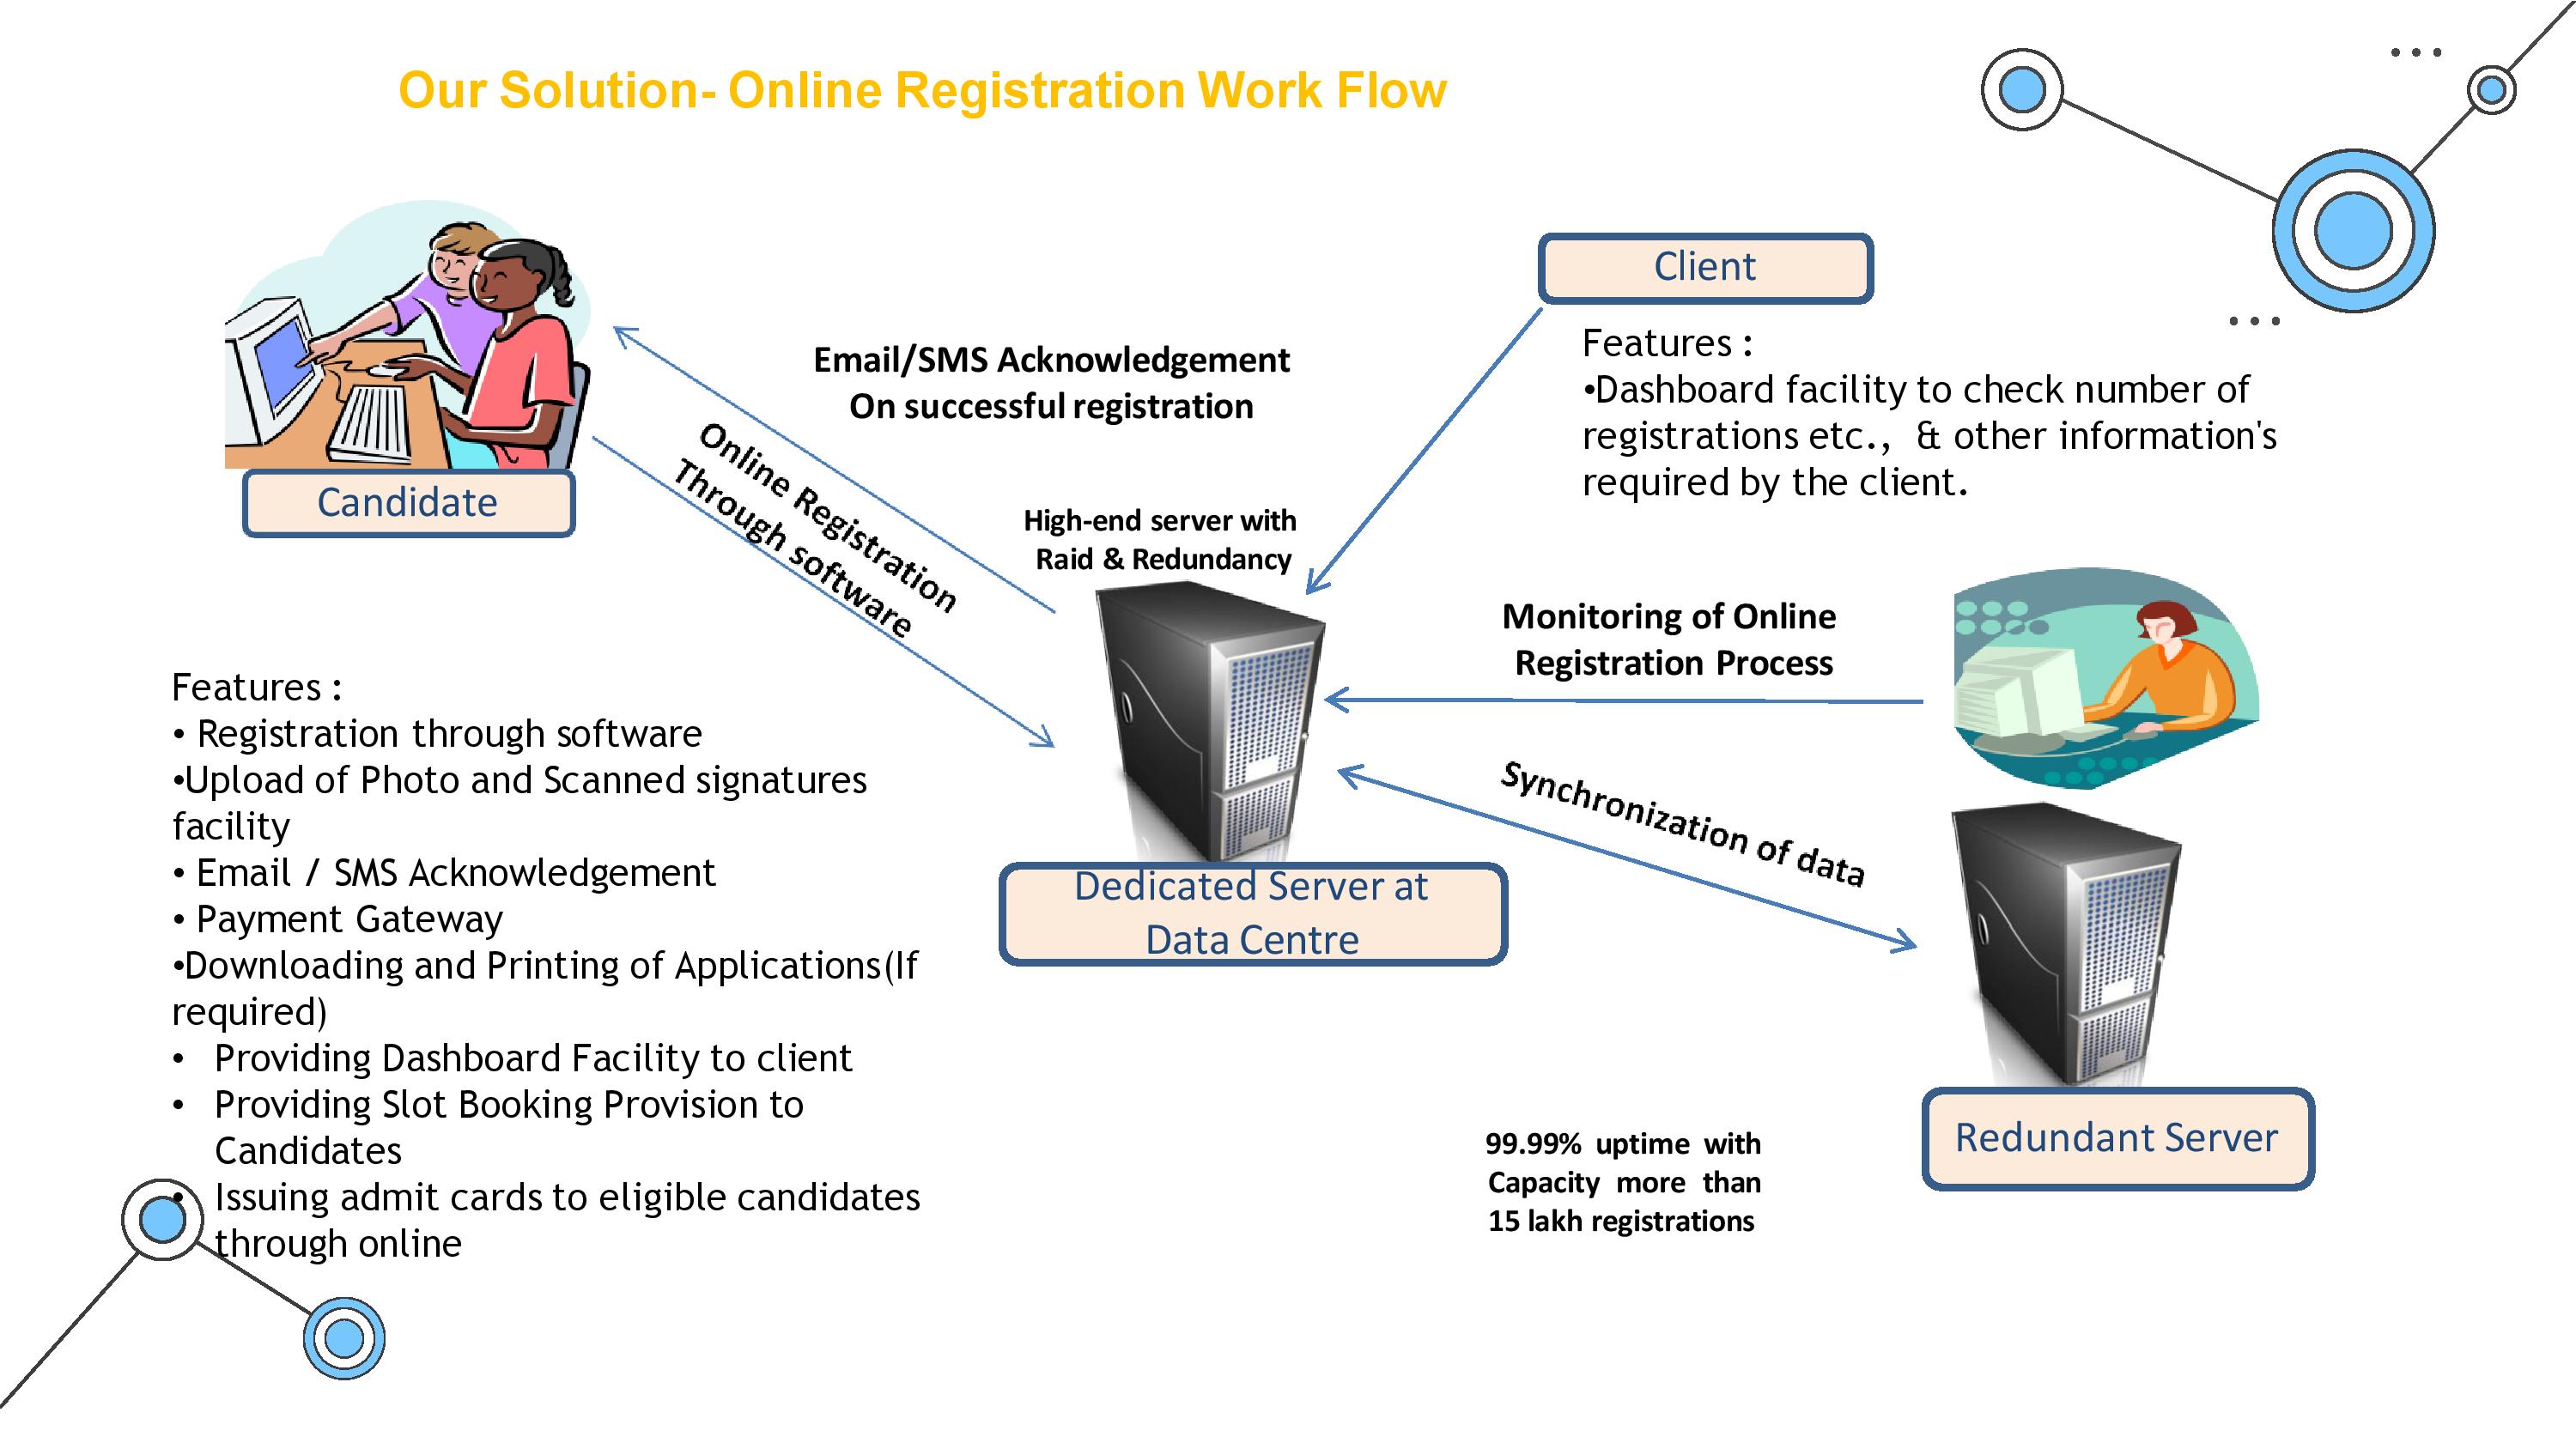 Our Solution- Online Registration Work Flow
Client
Features :
•Dashboard facility to check number of
registrations etc., & other information's
required by the client.
Email/SMS Acknowledgement
On successful registration
Online Registration
Through software
Candidate
High-end server with
Raid & Redundancy
Monitoring of Online
Registration Process
Synchronization of data
Features :
• Registration through software
•Upload of Photo and Scanned signatures
facility
• Email / SMS Acknowledgement
• Payment Gateway
•Downloading and Printing of Applications(If
required)
• Providing Dashboard Facility to client
• Providing Slot Booking Provision to
Candidates
• Issuing admit cards to eligible candidates
through online
Dedicated Server at
Data Centre
Redundant Server
99.99% uptime with
Capacity more than
15 lakh registrations